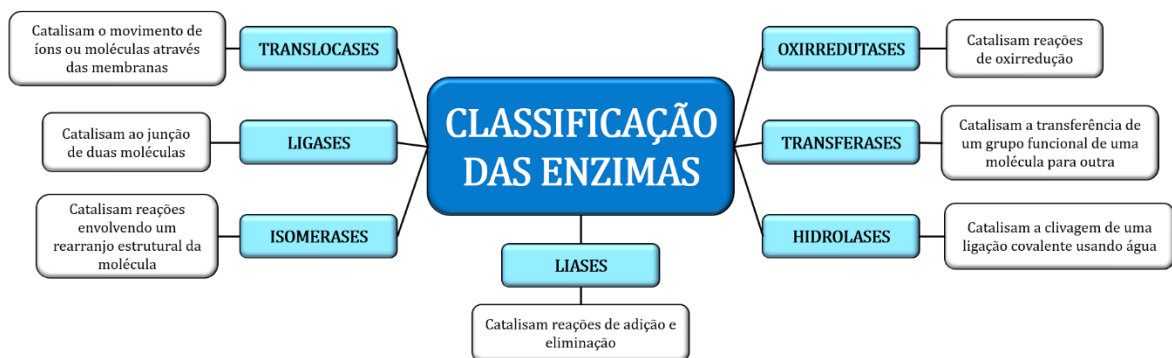 Catalisam o movimento de
íons ou moléculas através
das membranas
TRANSLOCASES
Catalisam ao junção
de duas moléculas
LIGASES
Catalisam reações
envolvendo um
rearranjo estrutural da
molécula
ISOMERASES
CLASSIFICAÇÃO
DAS ENZIMAS
LIASES
Catalisam reações de adição e
eliminação
OXIRREDUTASES
Catalisam reações
de oxirredução
TRANSFERASES
Catalisam a transferência de
um grupo funcional de uma
molécula para outra
HIDROLASES
Catalisam a clivagem de uma
ligação covalente usando água